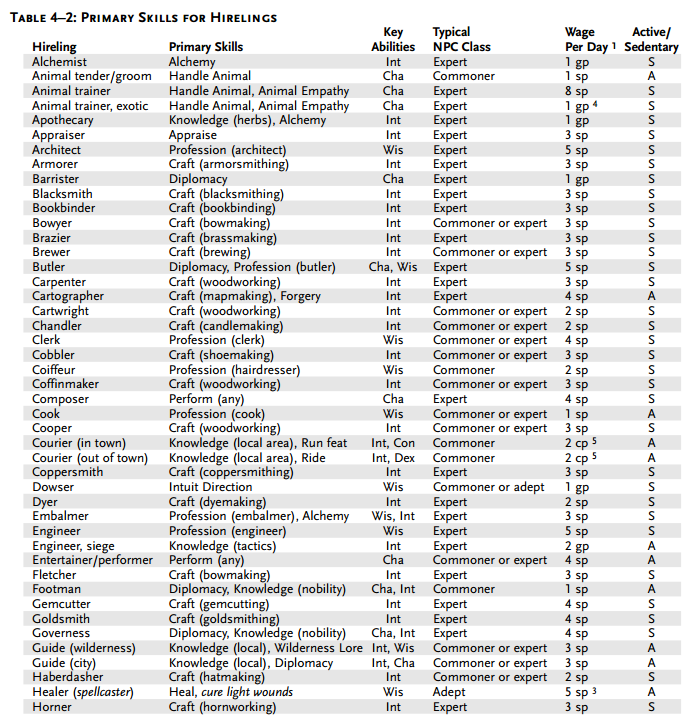 TABLE 4–2: PRIMARY SKILLS FOR HIRELINGS
Key Typical Wage Active/
Hireling Primary Skills Abilities NPC Class Per Day 1 Sedentary
Alchemist Alchemy Int Expert 1 gp S
Animal tender/groom Handle Animal Cha Commoner 1 sp A
Animal trainer Handle Animal, Animal Empathy Cha Expert 8 sp S
Animal trainer, exotic Handle Animal, Animal Empathy Cha Expert 1 gp 4 S
Apothecary Knowledge (herbs), Alchemy Int Expert 1 gp S
Appraiser Appraise Int Expert 3 sp S
Architect Profession (architect) Wis Expert 5 sp S
Armorer Craft (armorsmithing) Int Expert 3 sp S
Barrister Diplomacy Cha Expert 1 gp S
Blacksmith Craft (blacksmithing) Int Expert 3 sp S
Bookbinder Craft (bookbinding) Int Expert 3 sp S
Bowyer Craft (bowmaking) Int Commoner or expert 3 sp S
Brazier Craft (brassmaking) Int Expert 3 sp S
Brewer Craft (brewing) Int Commoner or expert 3 sp S
Butler Diplomacy, Profession (butler) Cha, Wis Expert 5 sp S
Carpenter Craft (woodworking) Int Expert 3 sp S
Cartographer Craft (mapmaking), Forgery Int Expert 4 sp A
Cartwright Craft (woodworking) Int Commoner or expert 2 sp S
Chandler Craft (candlemaking) Int Commoner or expert 2 sp S
Clerk Profession (clerk) Wis Commoner or expert 4 sp S
Cobbler Craft (shoemaking) Int Commoner or expert 3 sp S
Coiffeur Profession (hairdresser) Wis Commoner 2 sp S
Coffinmaker Craft (woodworking) Int Commoner or expert 3 sp S
Composer Perform (any) Cha Expert 4 sp S
Cook Profession (cook) Wis Commoner or expert 1 sp A
Cooper Craft (woodworking) Int Commoner or expert 3 sp S
Courier (in town) Knowledge (local area), Run feat Int, Con Commoner 2 cp 5 A
Courier (out of town) Knowledge (local area), Ride Int, Dex Commoner 2 cp 5 A
Coppersmith Craft (coppersmithing) Int Expert 3 sp S
Dowser Intuit Direction Wis Commoner or adept 1 gp S
Dyer Craft (dyemaking) Int Expert 2 sp S
Embalmer Profession (embalmer), Alchemy Wis, Int Expert 3 sp S
Engineer Profession (engineer) Wis Expert 5 sp S
Engineer, siege Knowledge (tactics) Int Expert 2 gp A
Entertainer/performer Perform (any) Cha Commoner or expert 4 sp A
Fletcher Craft (bowmaking) Int Expert 3 sp S
Footman Diplomacy, Knowledge (nobility) Cha, Int Commoner 1 sp A
Gemcutter Craft (gemcutting) Int Expert 4 sp S
Goldsmith Craft (goldsmithing) Int Expert 4 sp S
Governess Diplomacy, Knowledge (nobility) Cha, Int Expert 4 sp S
Guide (wilderness) Knowledge (local), Wilderness Lore Int, Wis Commoner or expert 3 sp A
Guide (city) Knowledge (local), Diplomacy Int, Cha Commoner or expert 3 sp A
Haberdasher Craft (hatmaking) Int Commoner or expert 2 sp S
Healer (spellcaster) Heal, cure light wounds Wis Adept 5 sp 3 A
Horner Craft (hornworking) Int Expert 3 sp S